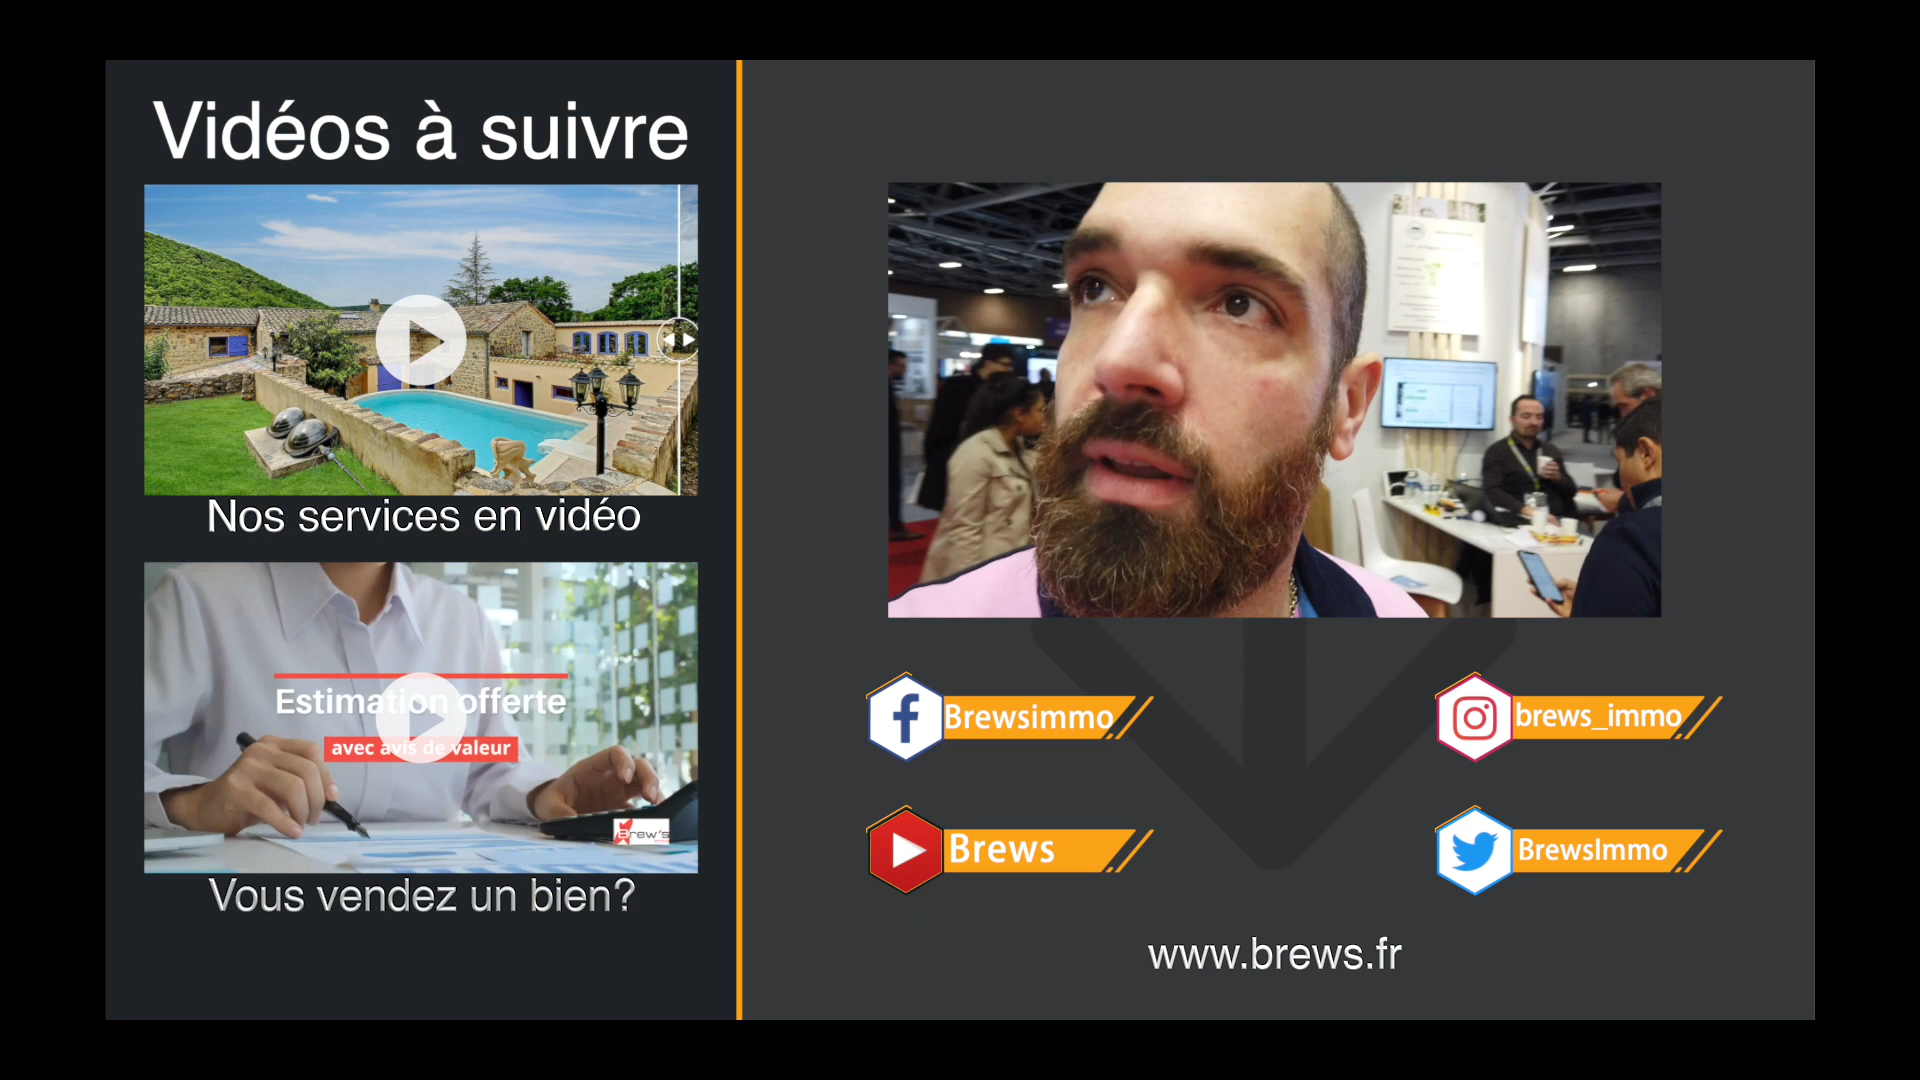 Vidéos à suivre
Nos services en vidéo
Estimation offerte
avec avis de valeur
Brew's
Vous vendez un bien?
Brewsimmo
brews_immo
Brews
BrewsImmo
www.brews.fr